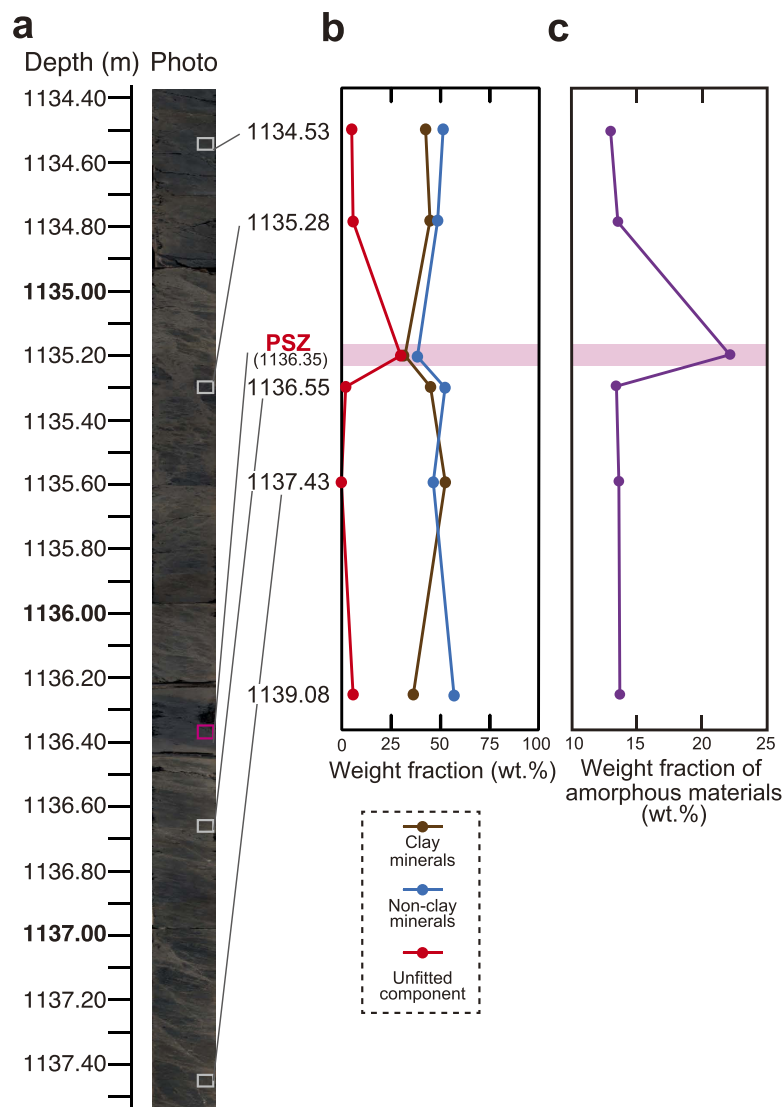 a
b
c
Depth (m)
Photo
1134.40
1134.60
1134.80
1135.00
1135.20
1135.40
1135.60
1135.80
1136.00
1136.20
1136.40
1136.60
1136.80
1137.00
1137.20
1137.40
1134.53
1135.28
PSZ
(1136.35)
1136.55
1137.43
1139.08
0 25 50 75 100
Weight fraction (wt.%)
10 15 20 25
Weight fraction of
amorphous materials
(wt.%)
Clay
minerals
Non-clay
minerals
Unfitted
component